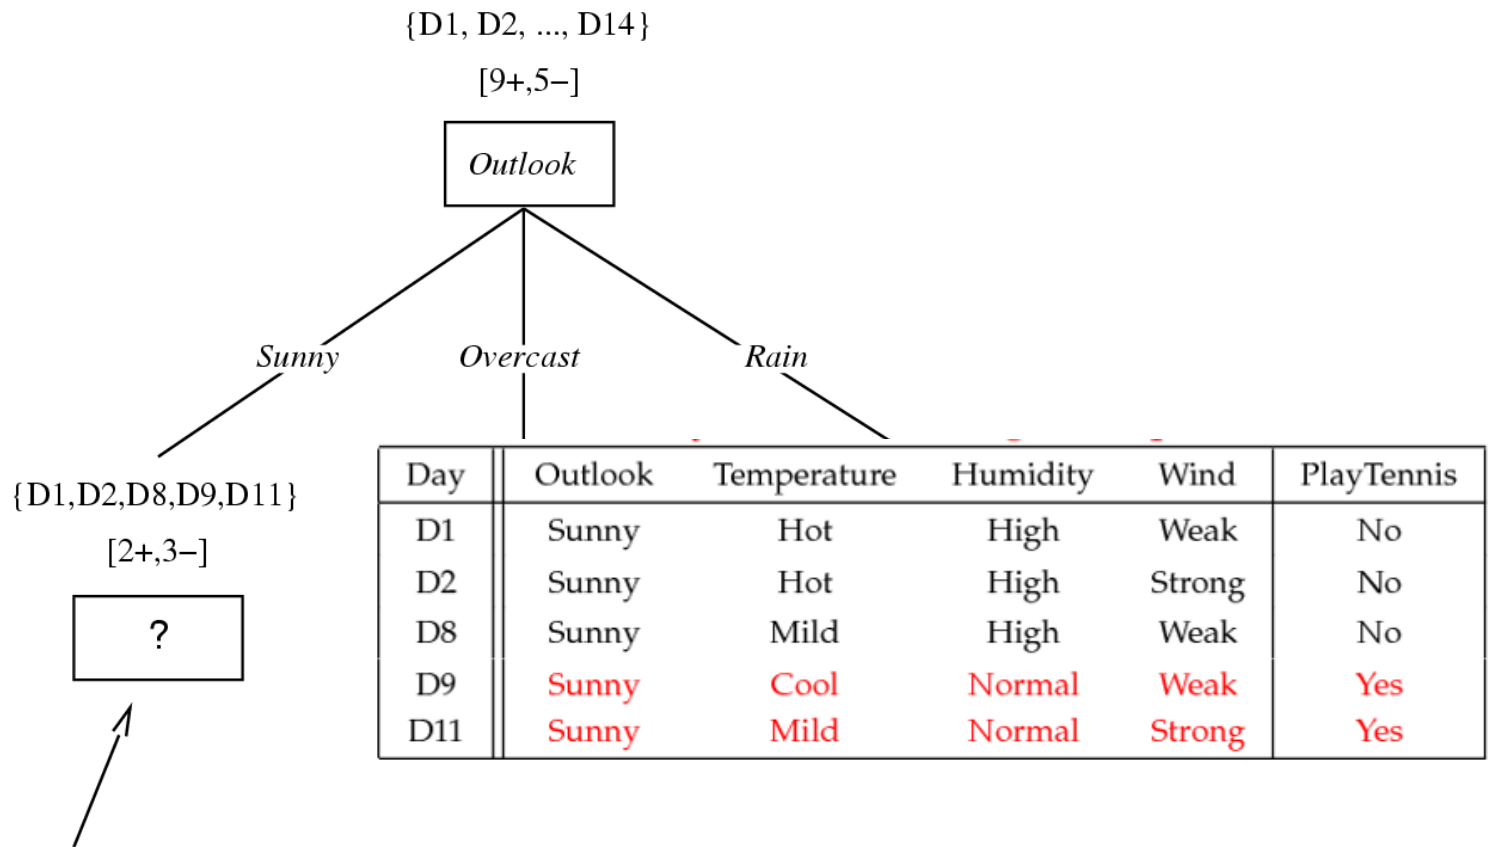 {D1, D2, ..., D14}
[9+,5−]
Outlook
Sunny Overcast Rain
{D1,D2,D8,D9,D11}
[2+,3−]
?
Day Outlook Temperature Humidity Wind PlayTennis
D1 Sunny Hot High Weak No
D2 Sunny Hot High Strong No
D8 Sunny Mild High Weak No
D9 Sunny Cool Normal Weak Yes
D11 Sunny Mild Normal Strong Yes